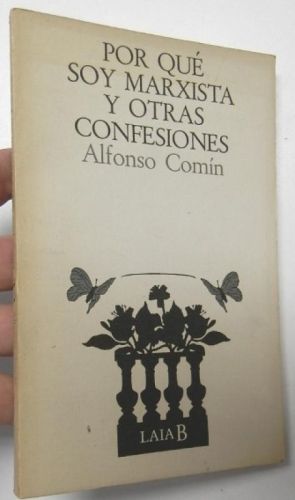 POR QUÉ
SOY MARXISTA
Y OTRAS
CONFESIONES
Alfonso Comín
LAIA B